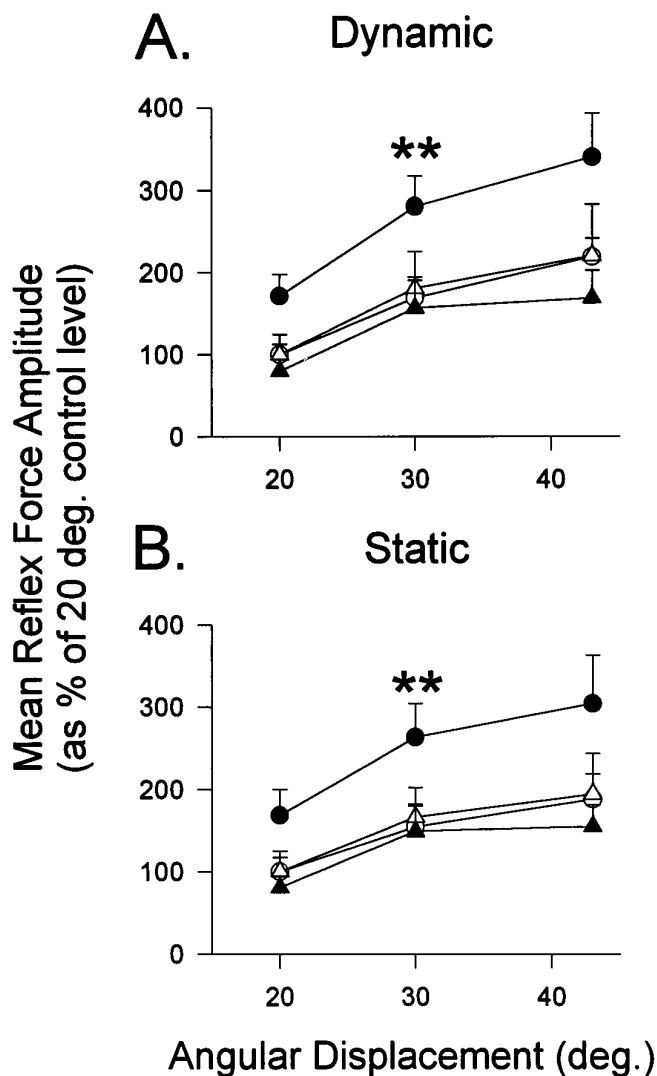 A. Dynamic
400
300
200
100
0
**
20 30 40
B. Static
400
300
200
100
0
**
20 30 40
Mean Reflex Force Amplitude
(as % of 20 deg. control level)
Angular Displacement (deg.)